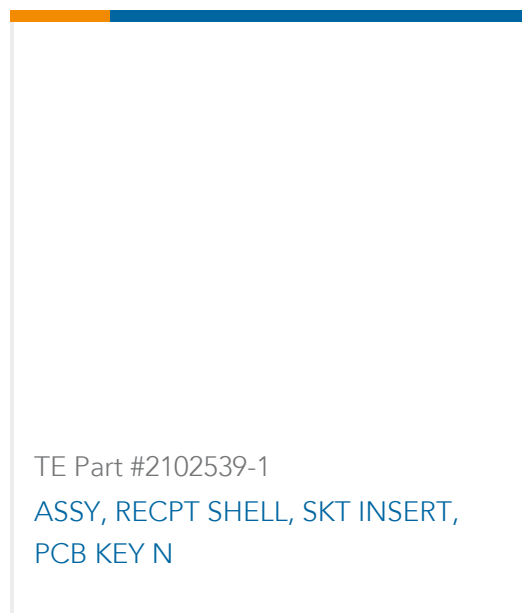 TE Part #2102539-1
ASSY, RECPT SHELL, SKT INSERT,
PCB KEY N